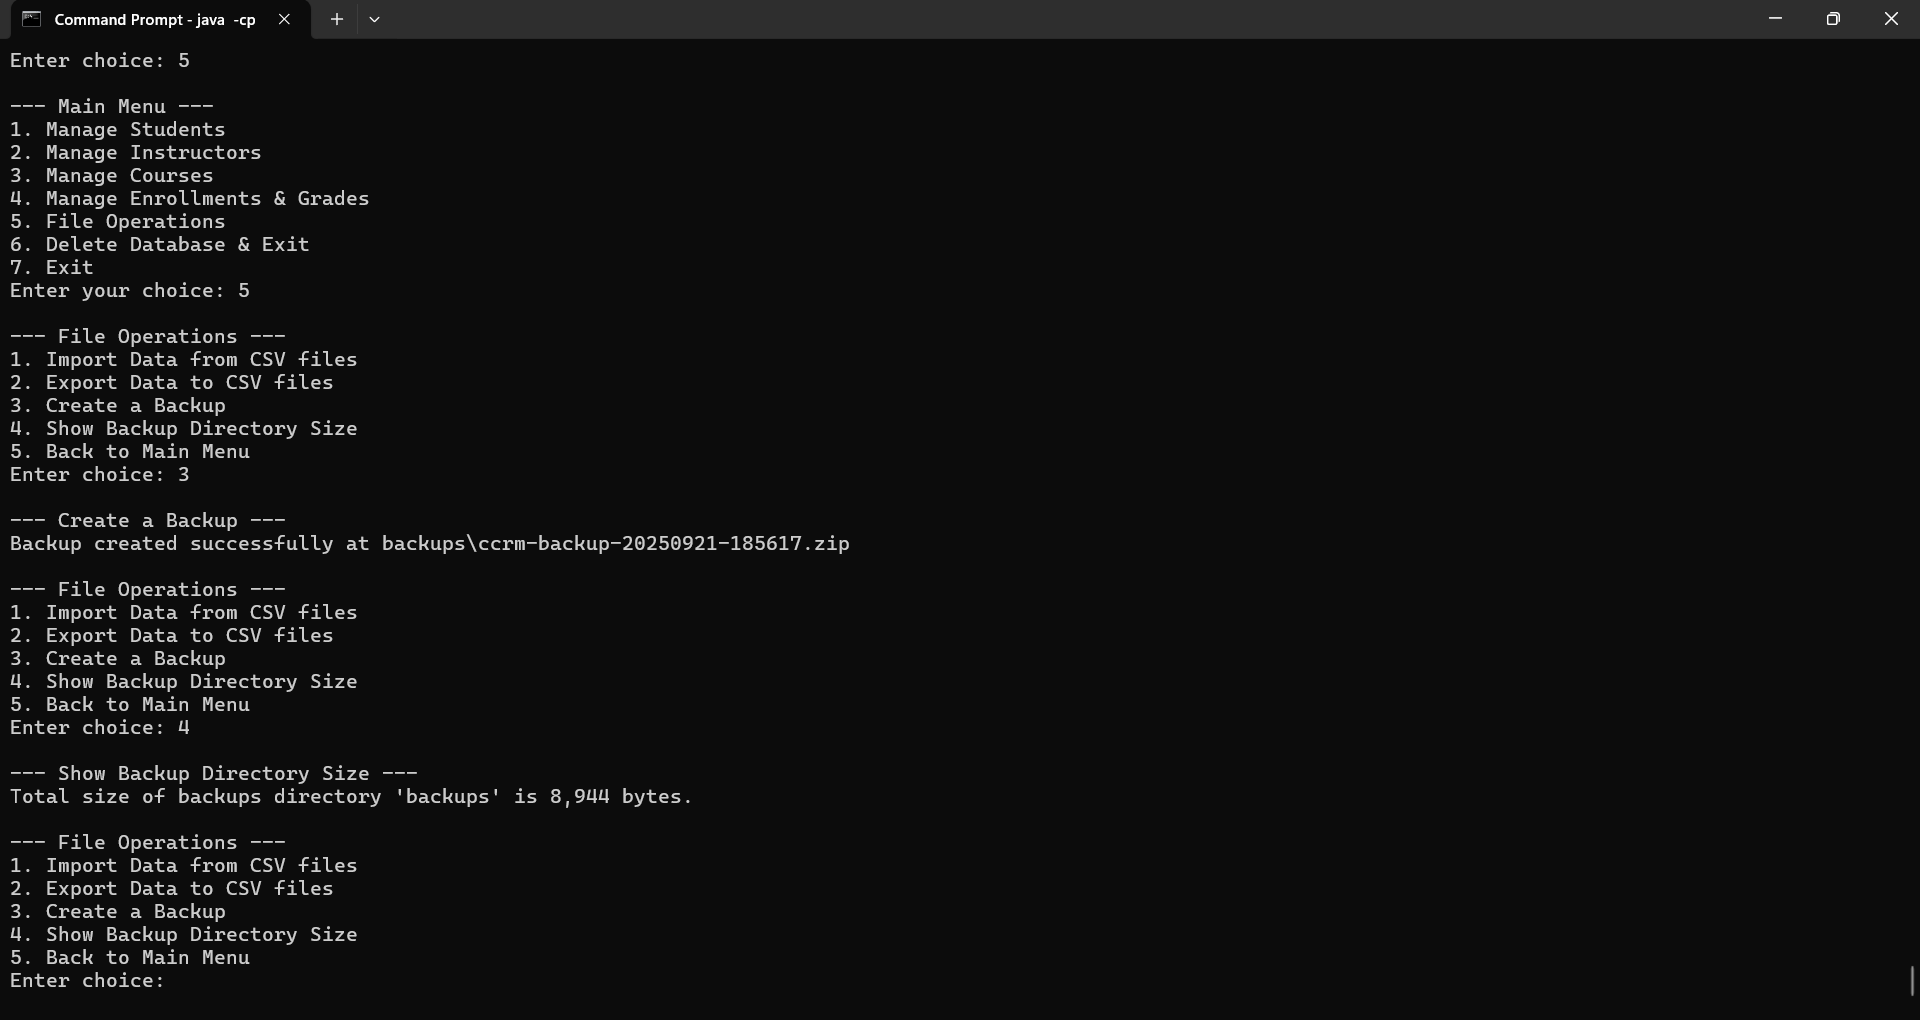 Command Prompt - java -cp
Enter choice: 5
--- Main Menu ---
1. Manage Students
2. Manage Instructors
3. Manage Courses
4. Manage Enrollments & Grades
5. File Operations
6. Delete Database & Exit
7. Exit
Enter your choice: 5
--- File Operations ---
1. Import Data from CSV files
2. Export Data to CSV files
3. Create a Backup
4. Show Backup Directory Size
5. Back to Main Menu
Enter choice: 3
--- Create a Backup ---
Backup created successfully at backups\ccrm-backup-20250921-185617.zip
--- File Operations ---
1. Import Data from CSV files
2. Export Data to CSV files
3. Create a Backup
4. Show Backup Directory Size
5. Back to Main Menu
Enter choice: 4
--- Show Backup Directory Size ---
Total size of backups directory 'backups' is 8,944 bytes.
--- File Operations ---
1. Import Data from CSV files
2. Export Data to CSV files
3. Create a Backup
4. Show Backup Directory Size
5. Back to Main Menu
Enter choice: